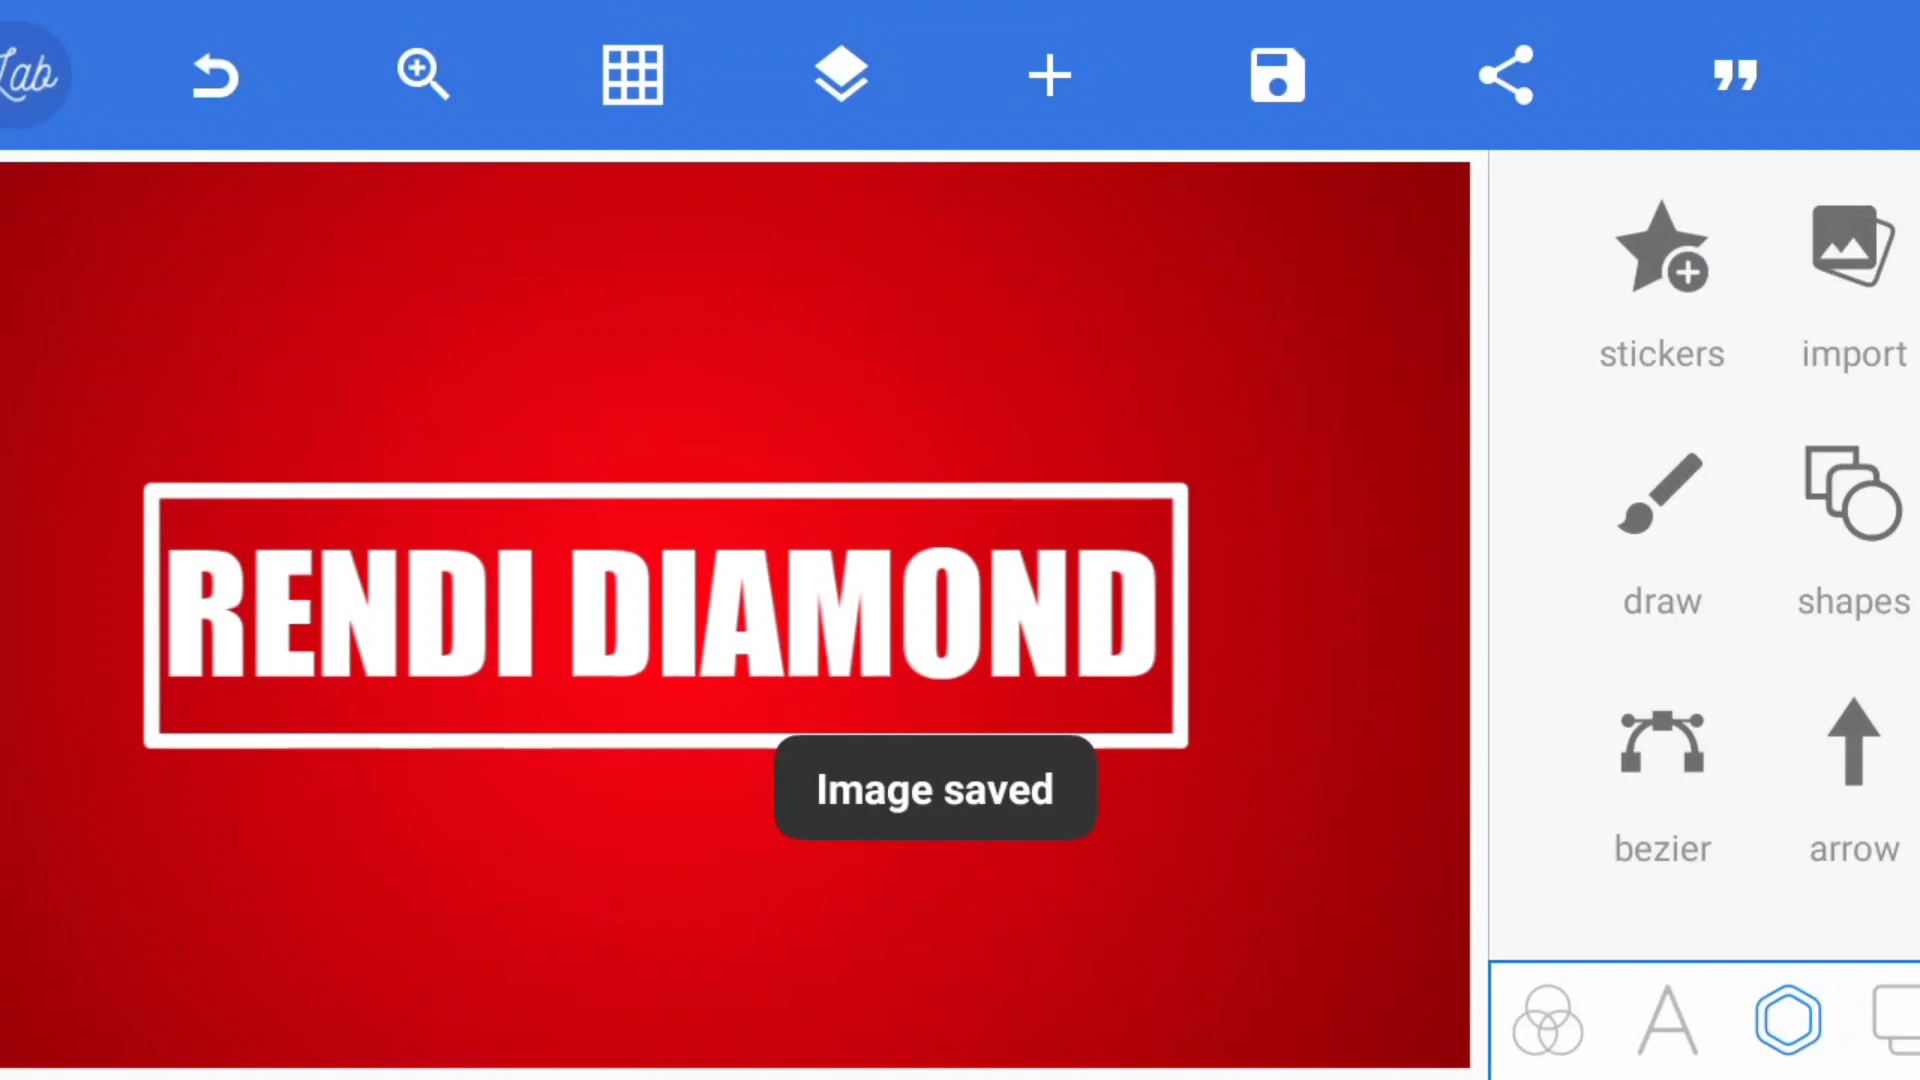 Lab
stickers
import
RENDI DIAMOND
draw
shapes
Image saved
bezier
arrow